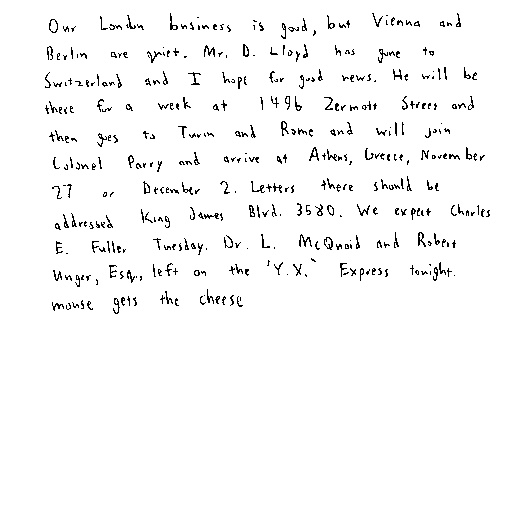 Our London business is good, but Vienna and
Berlin are quiet. Mr. D. Lloyd has gone to
Switzerland and I hope for good news. He will be
there for a week at 1496 Zermott Street and
then goes to Turin and Rome and will join
Colonel Parry and arrive at Athens, Greece, November
27 or December 2. Letters there should be
addressed King James Blvd. 3580. We expect Charles
E. Fuller Tuesday. Dr. L. McQuaid and Robert
Unger, Esq., left on the 'Y.X." Express tonight.
mouse gets the cheese